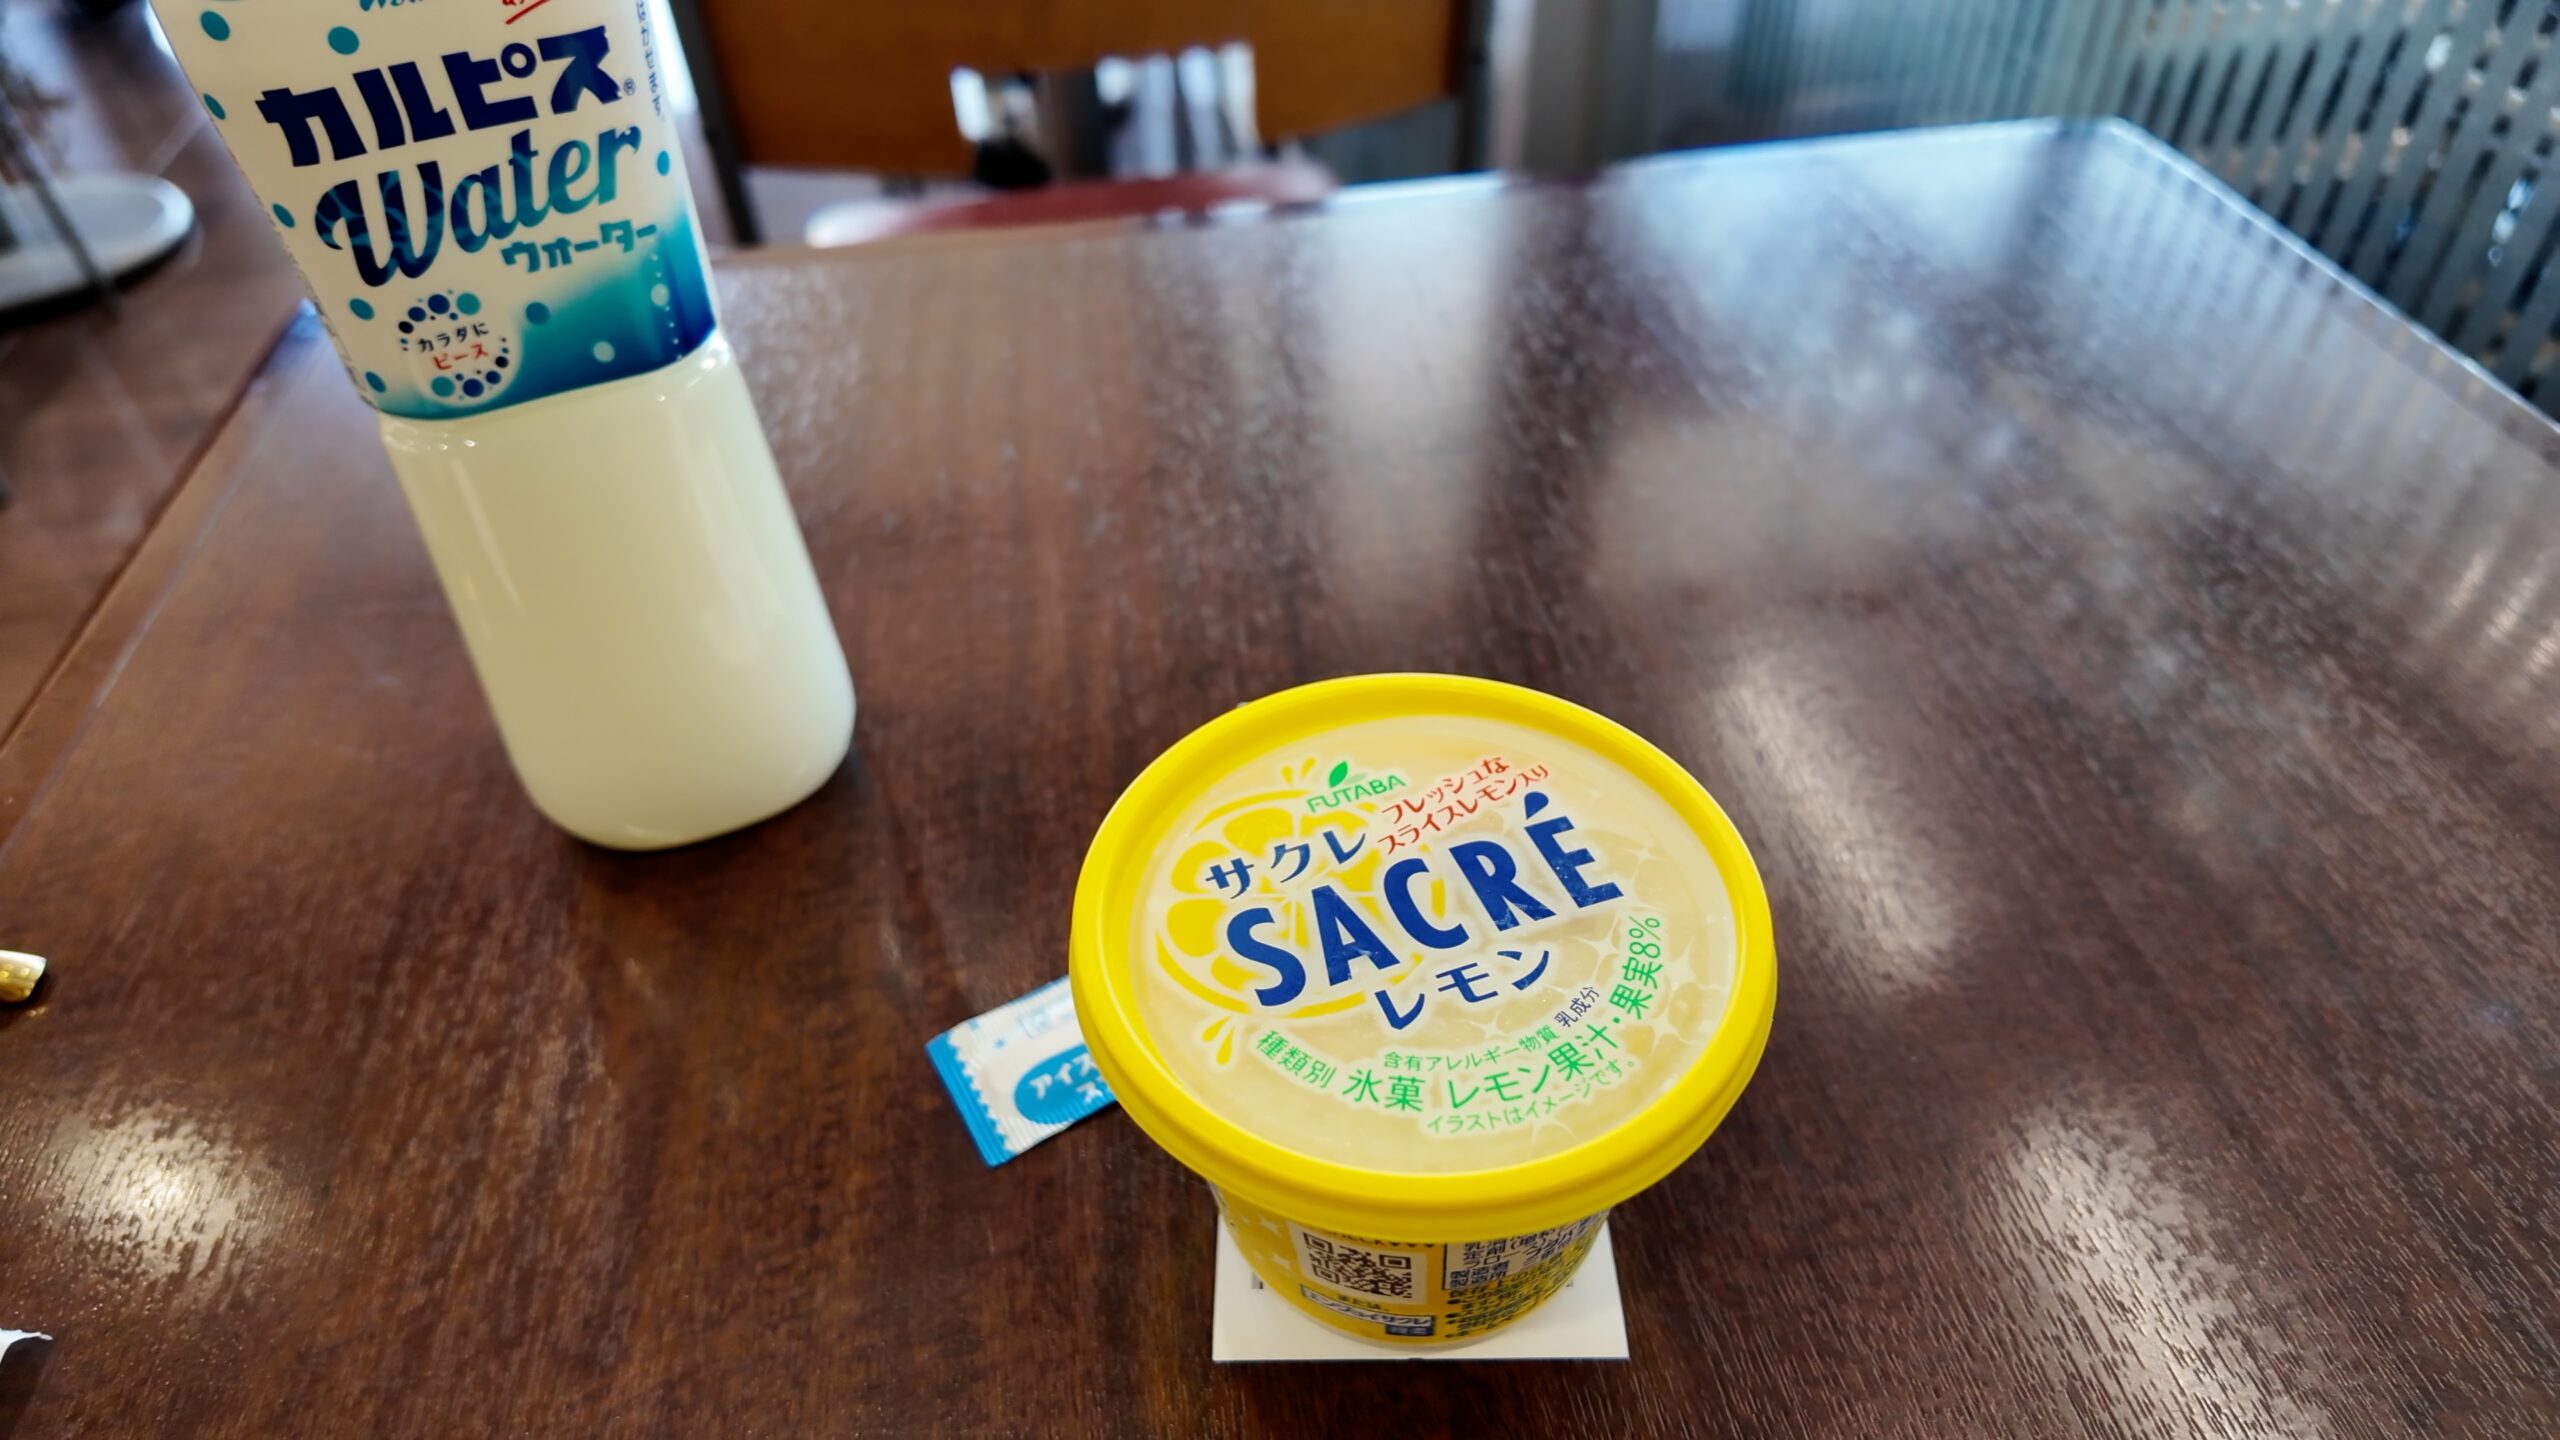 カルピス®
Water
ウォーター
カラダに
ピース
FUTABA
フレッシュな
スライスレモン入り
サクレ
SACRÉ
レモン
種類別 氷菓 レモン果汁・果実8%
含有アレルギー物質 乳成分
イラストはイメージです。
アイス
ス